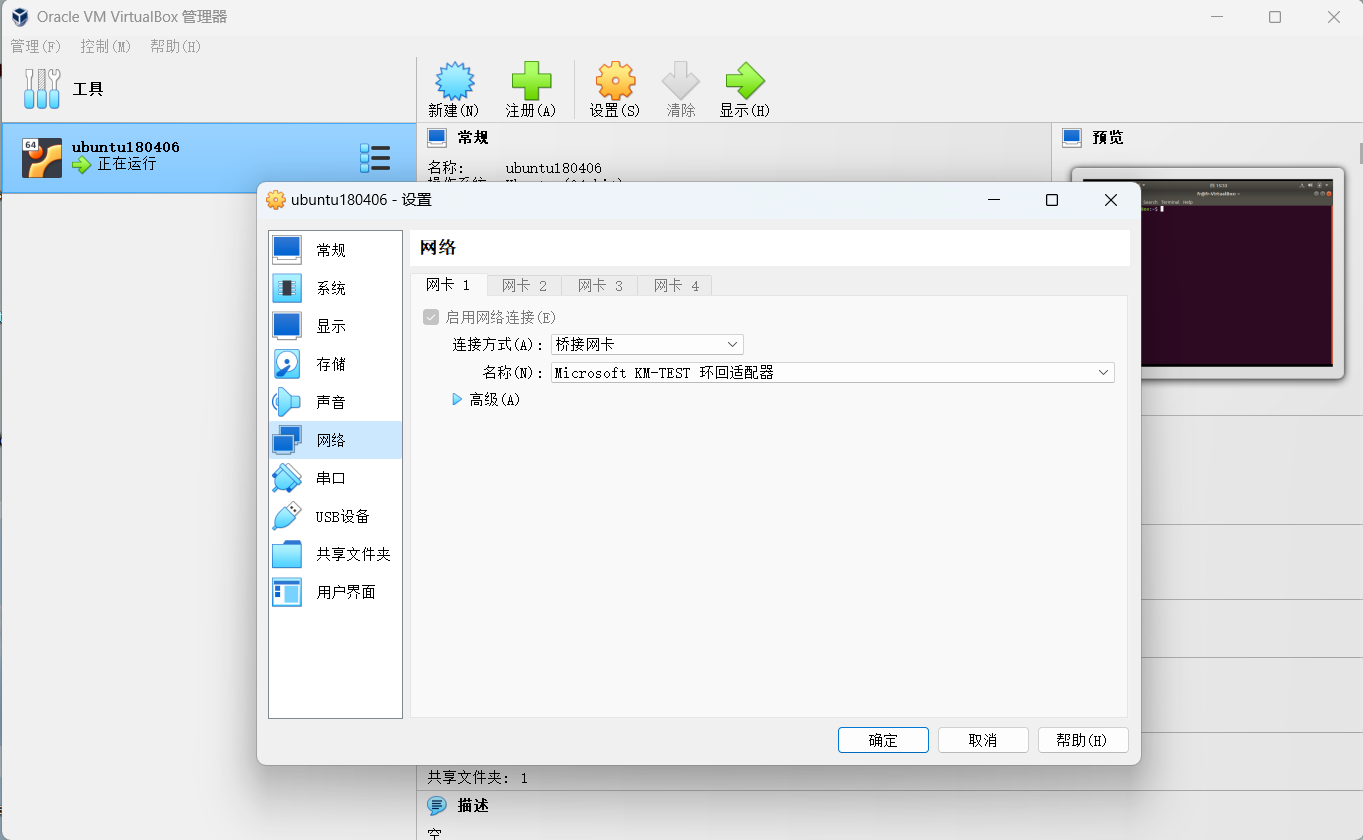 Oracle VM VirtualBox 管理器
管理(F) 控制(M) 帮助(H)
工具
新建(N) 注册(A) 设置(S) 清除 显示(H)
64
ubuntu180406
正在运行
常规
名称: ubuntu180406
预览
ubuntu180406 - 设置
常规
系统
显示
存储
声音
网络
串口
USB设备
共享文件夹
用户界面
网络
网卡 1 网卡 2 网卡 3 网卡 4
启用网络连接(E)
连接方式(A): 桥接网卡
名称(N): Microsoft KM-TEST 环回适配器
高级(A)
确定 取消 帮助(H)
共享文件夹: 1
描述
空